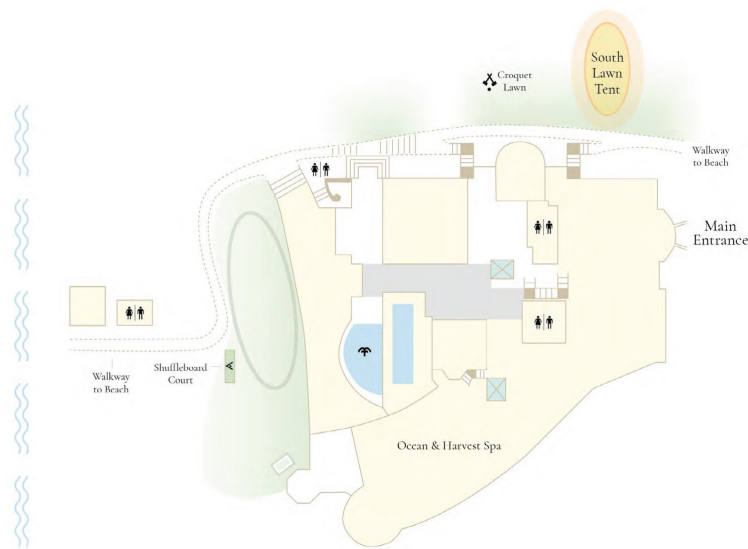 South
Lawn
Tent
Croquet
Lawn
Walkway
to Beach
Main
Entrance
Walkway
to Beach
Shuffleboard
Court
Ocean & Harvest Spa